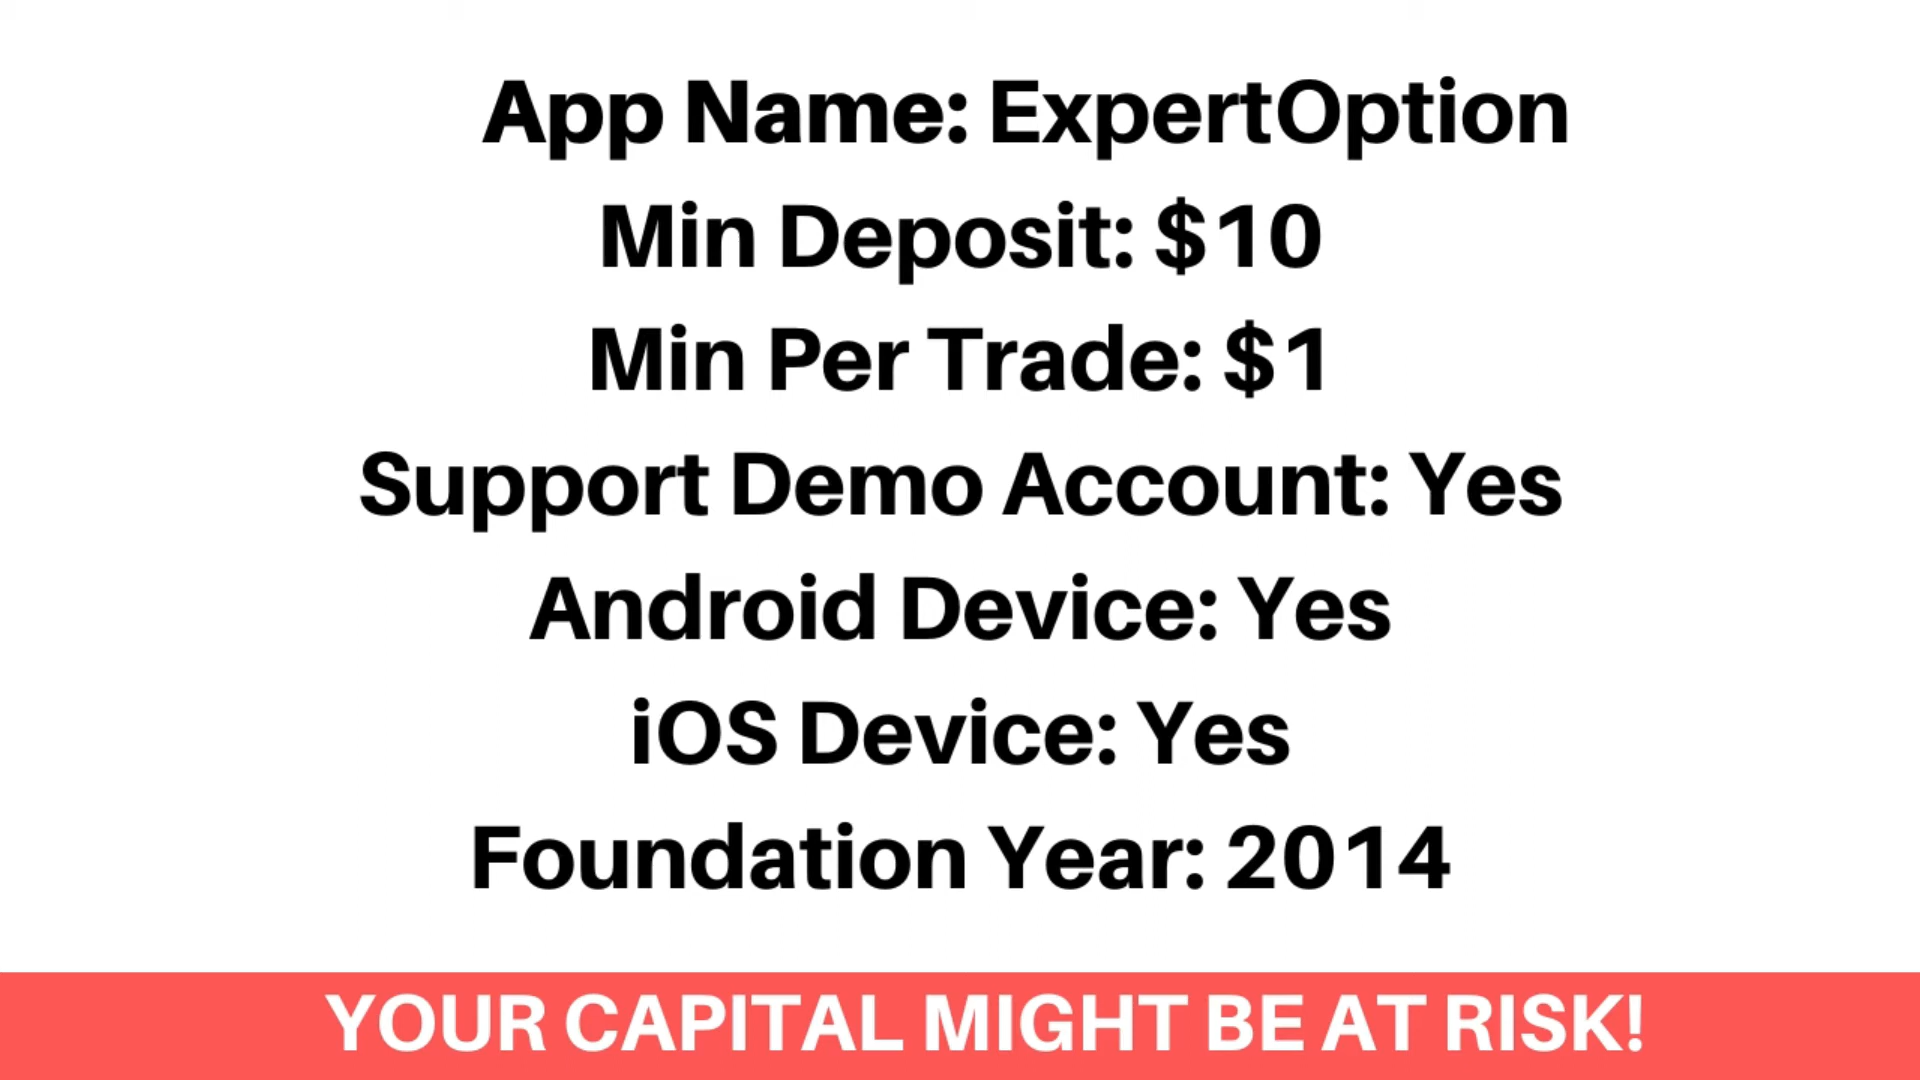 App Name: ExpertOption
Min Deposit: $10
Min Per Trade: $1
Support Demo Account: Yes
Android Device: Yes
iOS Device: Yes
Foundation Year: 2014
YOUR CAPITAL MIGHT BE AT RISK!